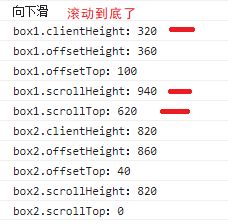 向下滑 滚动到底了
box1.clientHeight: 320
box1.offsetHeight: 360
box1.offsetTop: 100
box1.scrollHeight: 940
box1.scrollTop: 620
box2.clientHeight: 820
box2.offsetHeight: 860
box2.offsetTop: 40
box2.scrollHeight: 820
box2.scrollTop: 0